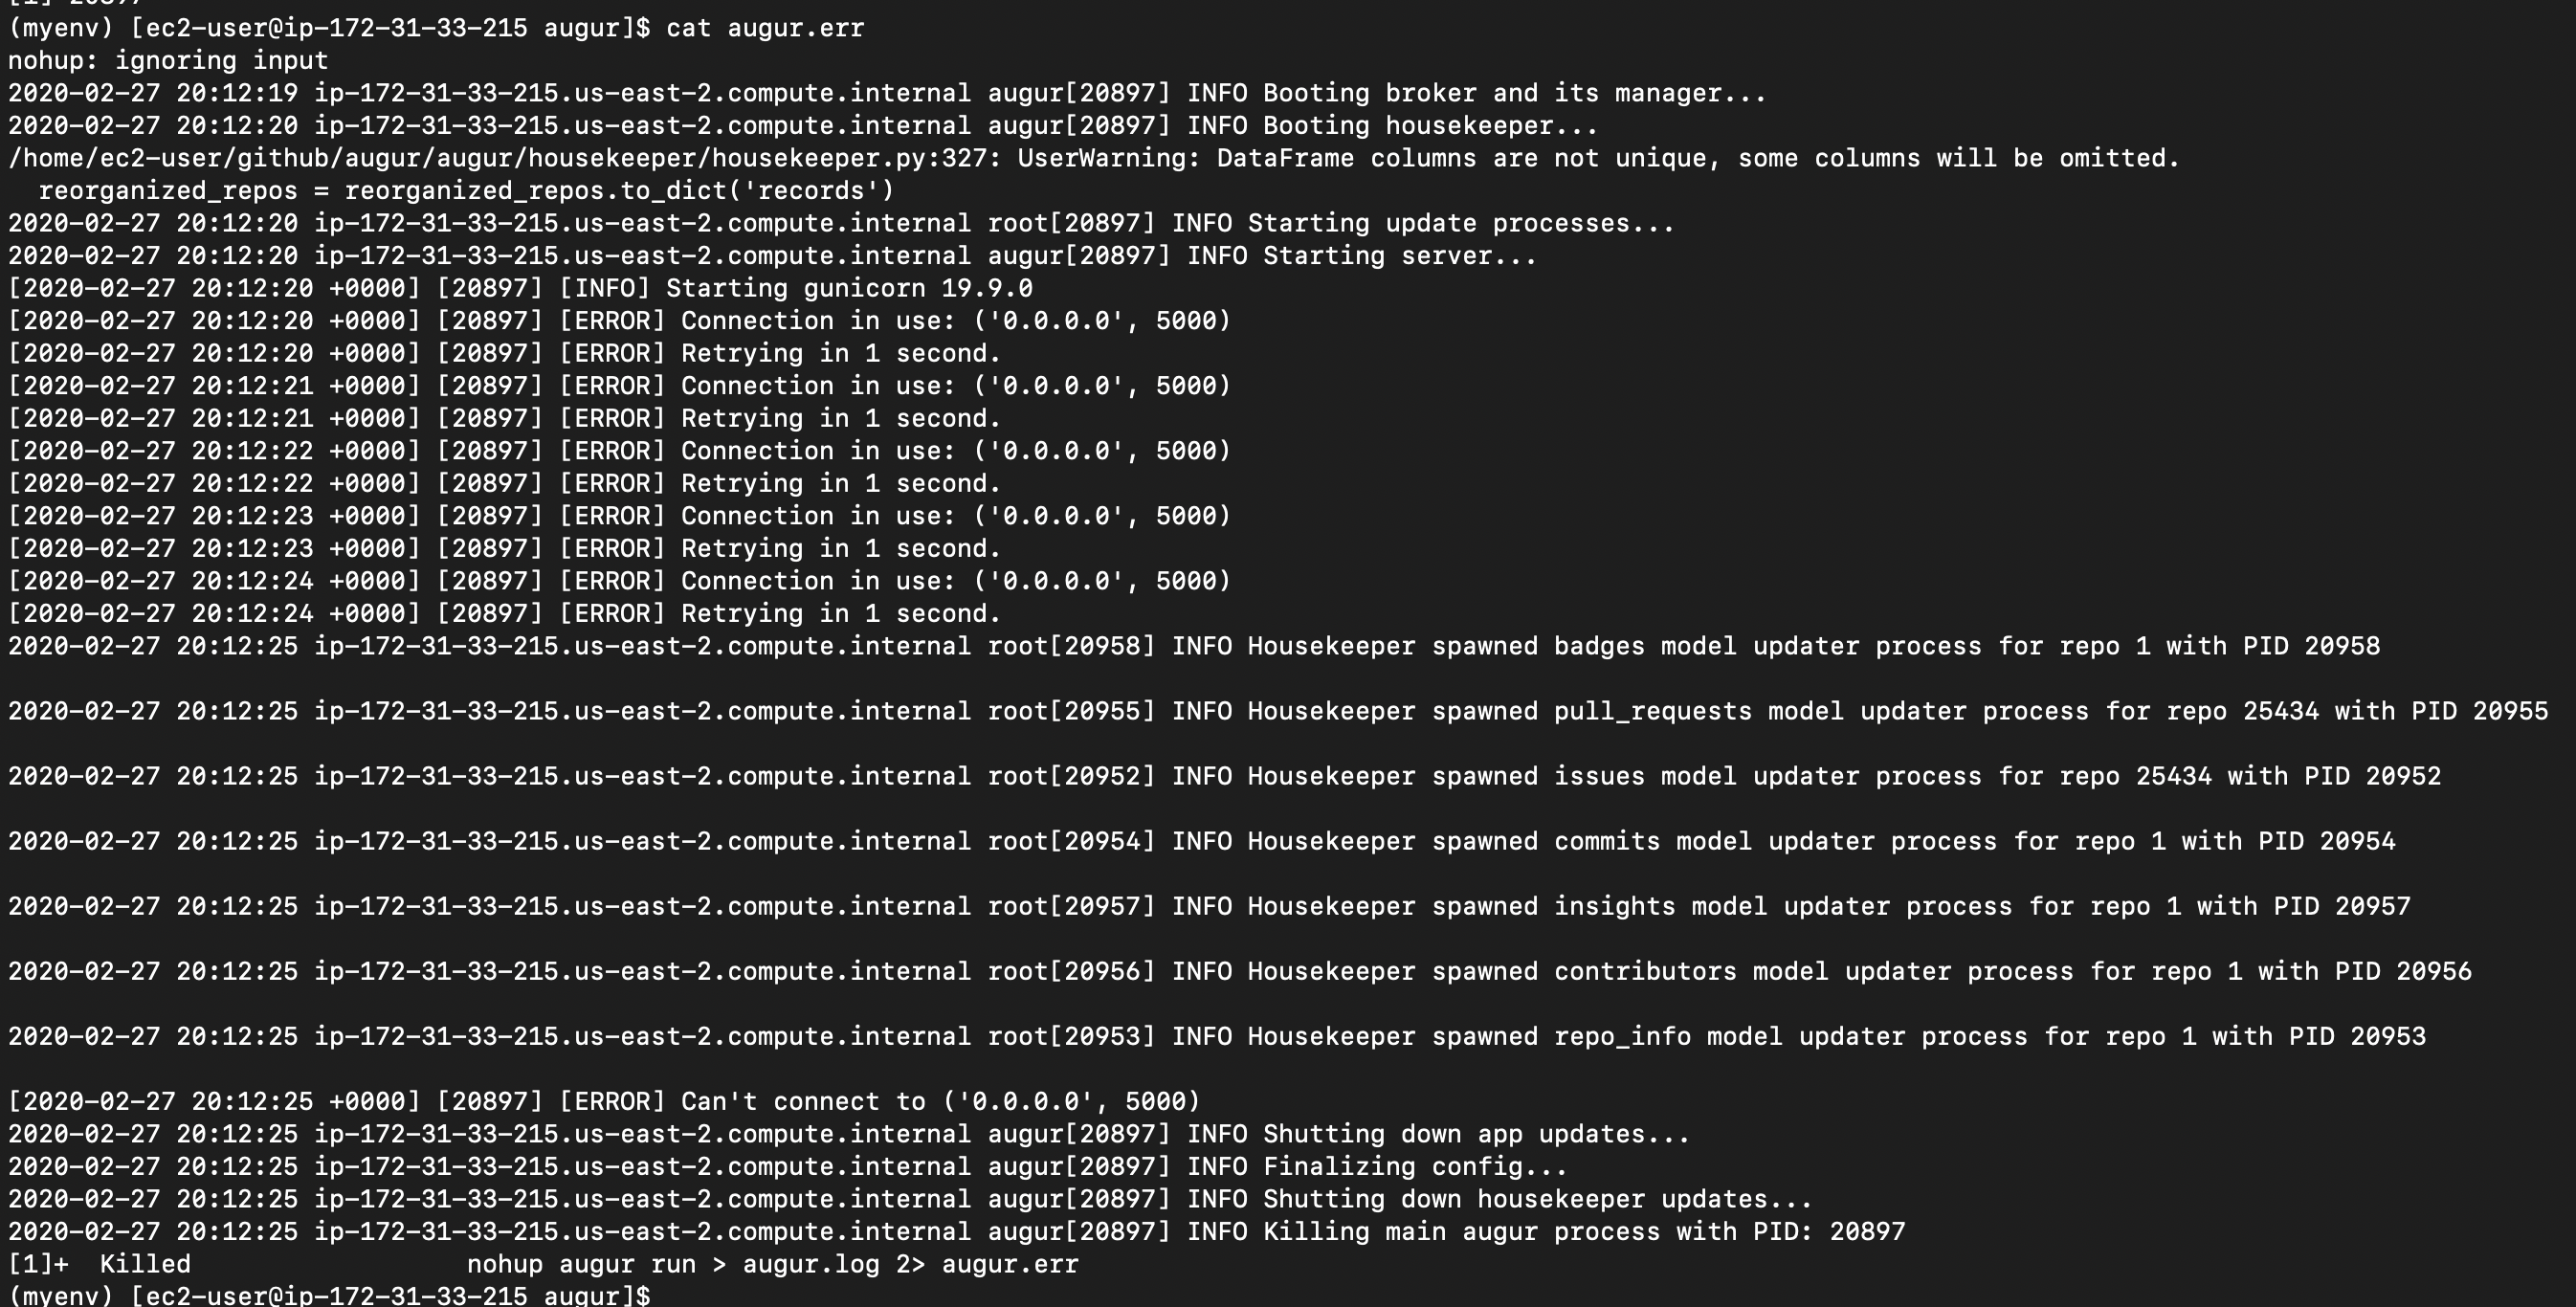 [1] 20897
(myenv) [ec2-user@ip-172-31-33-215 augur]$ cat augur.err
nohup: ignoring input
2020-02-27 20:12:19 ip-172-31-33-215.us-east-2.compute.internal augur[20897] INFO Booting broker and its manager...
2020-02-27 20:12:20 ip-172-31-33-215.us-east-2.compute.internal augur[20897] INFO Booting housekeeper...
/home/ec2-user/github/augur/augur/housekeeper/housekeeper.py:327: UserWarning: DataFrame columns are not unique, some columns will be omitted.
  reorganized_repos = reorganized_repos.to_dict('records')
2020-02-27 20:12:20 ip-172-31-33-215.us-east-2.compute.internal root[20897] INFO Starting update processes...
2020-02-27 20:12:20 ip-172-31-33-215.us-east-2.compute.internal augur[20897] INFO Starting server...
[2020-02-27 20:12:20 +0000] [20897] [INFO] Starting gunicorn 19.9.0
[2020-02-27 20:12:20 +0000] [20897] [ERROR] Connection in use: ('0.0.0.0', 5000)
[2020-02-27 20:12:20 +0000] [20897] [ERROR] Retrying in 1 second.
[2020-02-27 20:12:21 +0000] [20897] [ERROR] Connection in use: ('0.0.0.0', 5000)
[2020-02-27 20:12:21 +0000] [20897] [ERROR] Retrying in 1 second.
[2020-02-27 20:12:22 +0000] [20897] [ERROR] Connection in use: ('0.0.0.0', 5000)
[2020-02-27 20:12:22 +0000] [20897] [ERROR] Retrying in 1 second.
[2020-02-27 20:12:23 +0000] [20897] [ERROR] Connection in use: ('0.0.0.0', 5000)
[2020-02-27 20:12:23 +0000] [20897] [ERROR] Retrying in 1 second.
[2020-02-27 20:12:24 +0000] [20897] [ERROR] Connection in use: ('0.0.0.0', 5000)
[2020-02-27 20:12:24 +0000] [20897] [ERROR] Retrying in 1 second.
2020-02-27 20:12:25 ip-172-31-33-215.us-east-2.compute.internal root[20958] INFO Housekeeper spawned badges model updater process for repo 1 with PID 20958
2020-02-27 20:12:25 ip-172-31-33-215.us-east-2.compute.internal root[20955] INFO Housekeeper spawned pull_requests model updater process for repo 25434 with PID 20955
2020-02-27 20:12:25 ip-172-31-33-215.us-east-2.compute.internal root[20952] INFO Housekeeper spawned issues model updater process for repo 25434 with PID 20952
2020-02-27 20:12:25 ip-172-31-33-215.us-east-2.compute.internal root[20954] INFO Housekeeper spawned commits model updater process for repo 1 with PID 20954
2020-02-27 20:12:25 ip-172-31-33-215.us-east-2.compute.internal root[20957] INFO Housekeeper spawned insights model updater process for repo 1 with PID 20957
2020-02-27 20:12:25 ip-172-31-33-215.us-east-2.compute.internal root[20956] INFO Housekeeper spawned contributors model updater process for repo 1 with PID 20956
2020-02-27 20:12:25 ip-172-31-33-215.us-east-2.compute.internal root[20953] INFO Housekeeper spawned repo_info model updater process for repo 1 with PID 20953
[2020-02-27 20:12:25 +0000] [20897] [ERROR] Can't connect to ('0.0.0.0', 5000)
2020-02-27 20:12:25 ip-172-31-33-215.us-east-2.compute.internal augur[20897] INFO Shutting down app updates...
2020-02-27 20:12:25 ip-172-31-33-215.us-east-2.compute.internal augur[20897] INFO Finalizing config...
2020-02-27 20:12:25 ip-172-31-33-215.us-east-2.compute.internal augur[20897] INFO Shutting down housekeeper updates...
2020-02-27 20:12:25 ip-172-31-33-215.us-east-2.compute.internal augur[20897] INFO Killing main augur process with PID: 20897
[1]+  Killed                  nohup augur run > augur.log 2> augur.err
(myenv) [ec2-user@ip-172-31-33-215 augur]$